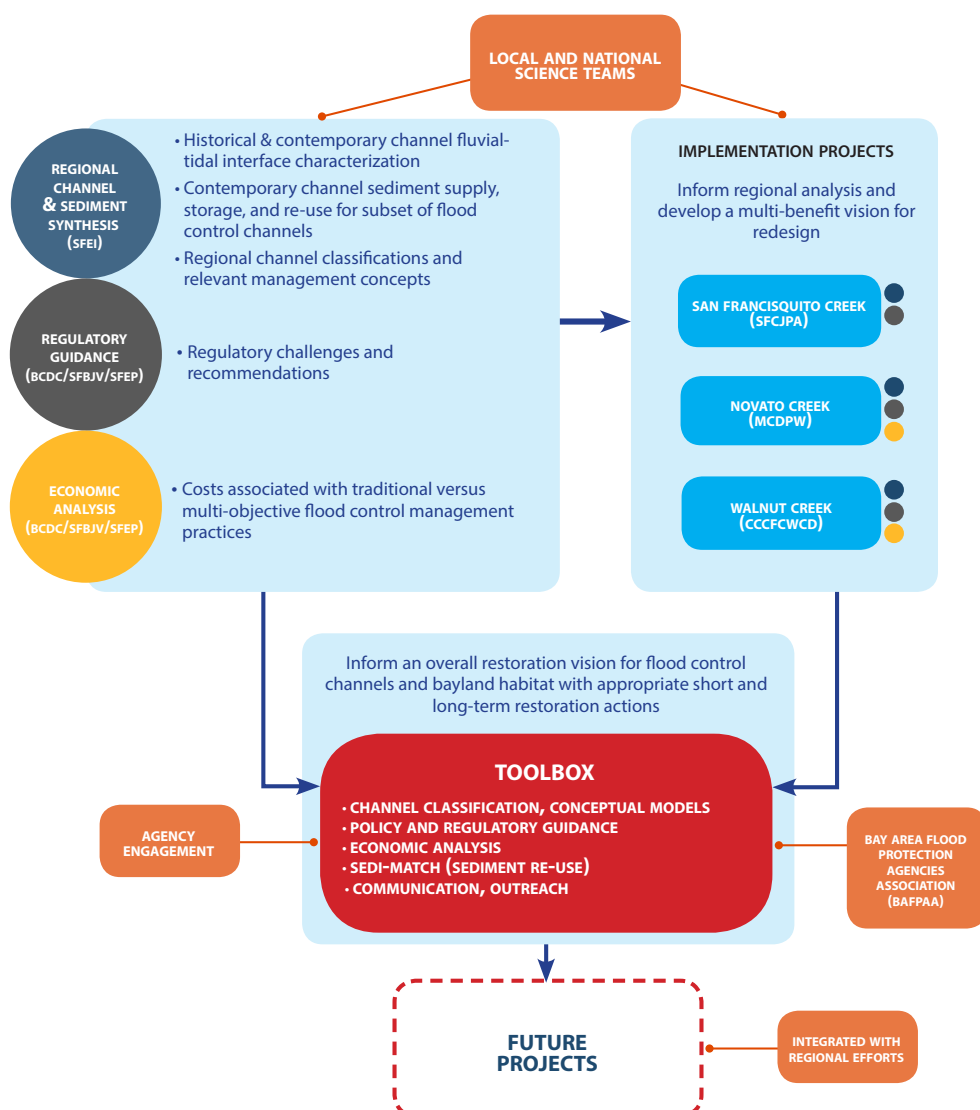 LOCAL AND NATIONAL
SCIENCE TEAMS
REGIONAL
CHANNEL
& SEDIMENT
SYNTHESIS
(SFEI)
• Historical & contemporary channel fluvial-
tidal interface characterization
• Contemporary channel sediment supply,
storage, and re-use for subset of flood
control channels
• Regional channel classifications and
relevant management concepts
REGULATORY
GUIDANCE
(BCDC/SFBJV/SFEP)
• Regulatory challenges and
recommendations
ECONOMIC
ANALYSIS
(BCDC/SFBJV/SFEP)
• Costs associated with traditional versus
multi-objective flood control management
practices
IMPLEMENTATION PROJECTS
Inform regional analysis and
develop a multi-benefit vision for
redesign
SAN FRANCISQUITO CREEK
(SFCJPA)
NOVATO CREEK
(MCDPW)
WALNUT CREEK
(CCCFCWCD)
Inform an overall restoration vision for flood control
channels and bayland habitat with appropriate short and
long-term restoration actions
TOOLBOX
· CHANNEL CLASSIFICATION, CONCEPTUAL MODELS
· POLICY AND REGULATORY GUIDANCE
· ECONOMIC ANALYSIS
· SEDI-MATCH (SEDIMENT RE-USE)
· COMMUNICATION, OUTREACH
AGENCY
ENGAGEMENT
BAY AREA FLOOD
PROTECTION
AGENCIES
ASSOCIATION
(BAFPAA)
FUTURE
PROJECTS
INTEGRATED WITH
REGIONAL EFFORTS